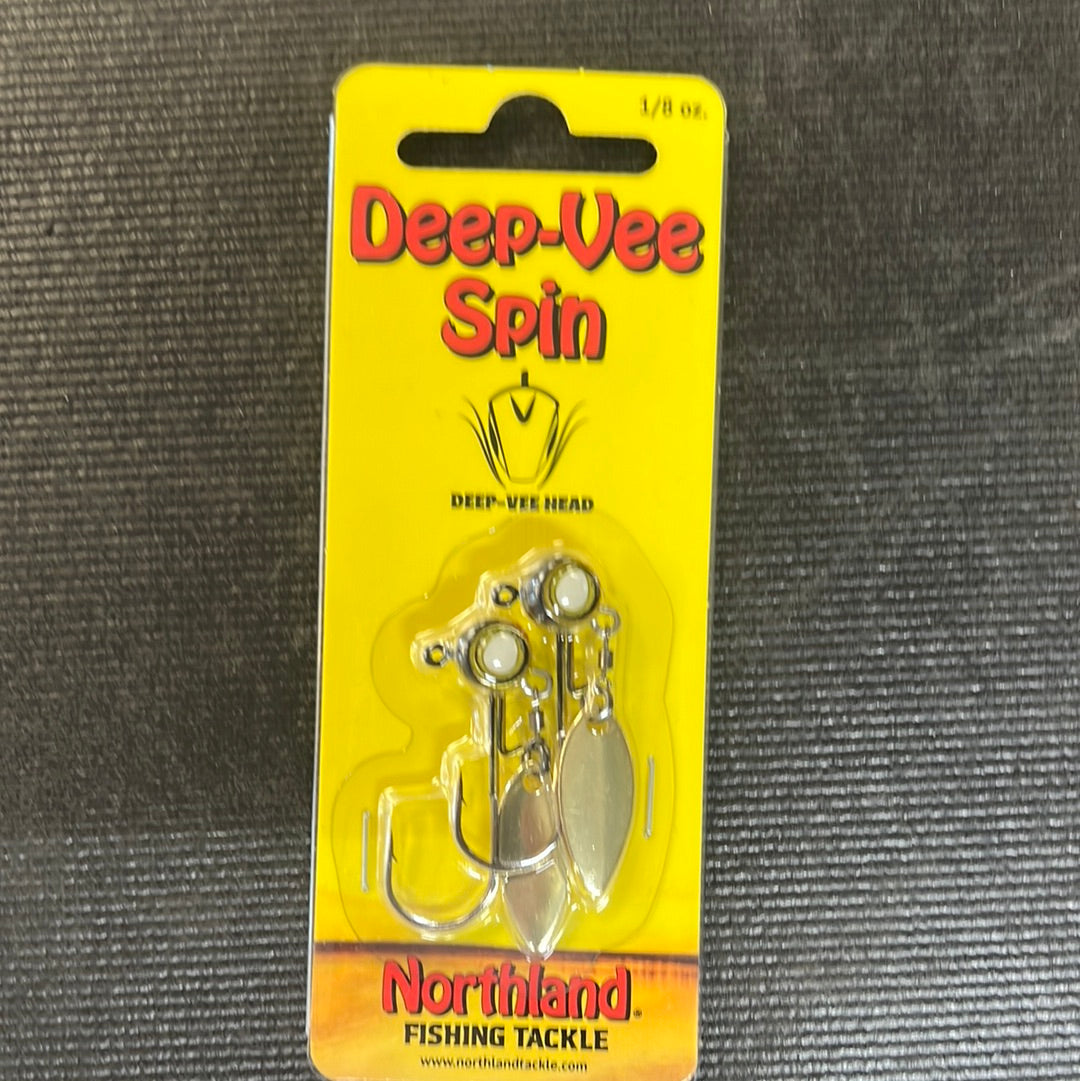 1/8 oz.
Deep-Vee
Spin
DEEP-VEE HEAD
Northland®
FISHING TACKLE
www.northlandtackle.com